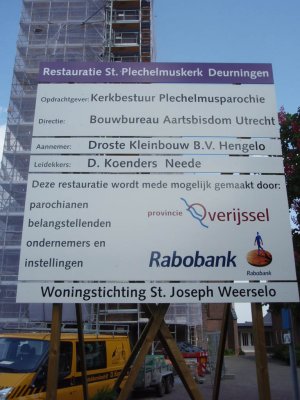 Restauratie St. Plechelmuskerk Deurningen
Opdrachtgever: Kerkbestuur Plechelmusparochie
Directie: Bouwbureau Aartsbisdom Utrecht
Aannemer: Droste Kleinbouw B.V. Hengelo
Leidekkers: D. Koenders Neede
Deze restauratie wordt mede mogelijk gemaakt door:
parochianen
belangstellenden
ondernemers en
instellingen
provincie Overijssel
Rabobank
Rabobank
Woningstichting St. Joseph Weerselo